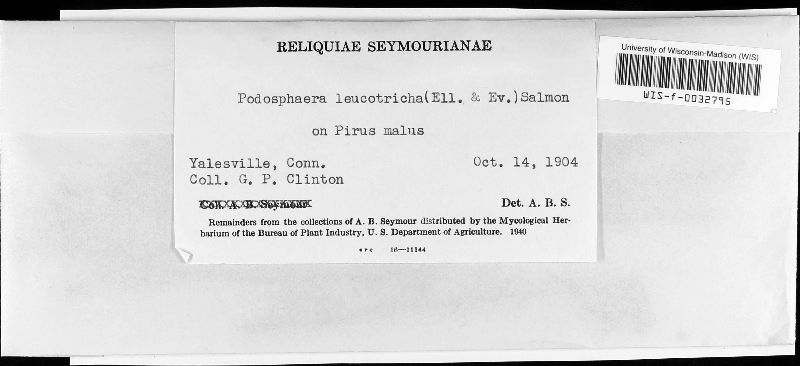 RELIQUIAE SEYMOURIANAE
University of Wisconsin-Madison (WIS)
WIS-f-0032795
Podosphaera leucotricha(Ell. & Ev.)Salmon
on Pirus malus
Yalesville, Conn. Oct. 14, 1904
Coll. G. P. Clinton
Coll. A. B. Seymour Det. A. B. S.
Remainders from the collections of A. B. Seymour distributed by the Mycological Her-
barium of the Bureau of Plant Industry, U. S. Department of Agriculture. 1940
16—11144